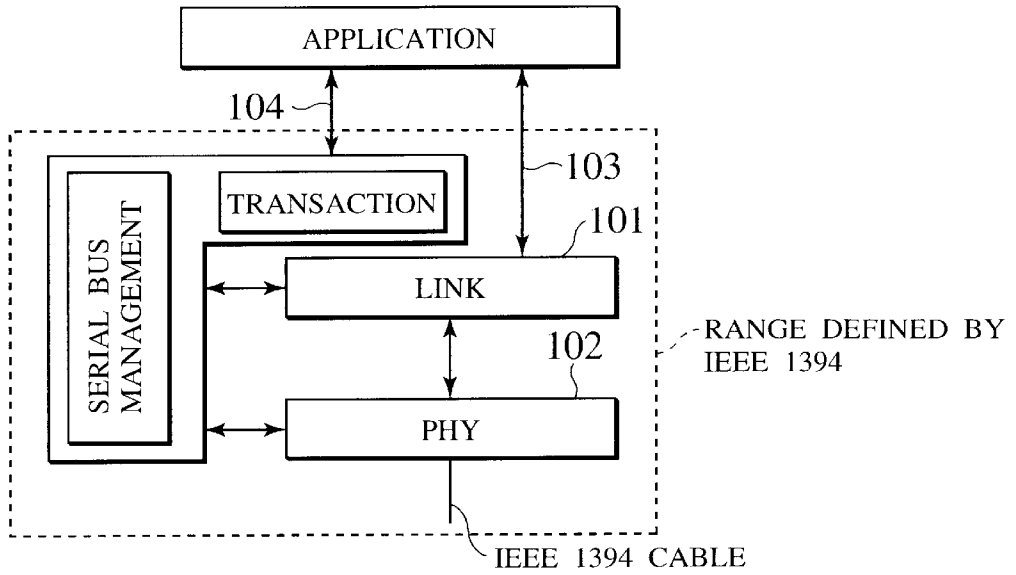 APPLICATION
104
103
TRANSACTION
101
SERIAL BUS
MANAGEMENT
LINK
102
RANGE DEFINED BY
IEEE 1394
PHY
IEEE 1394 CABLE